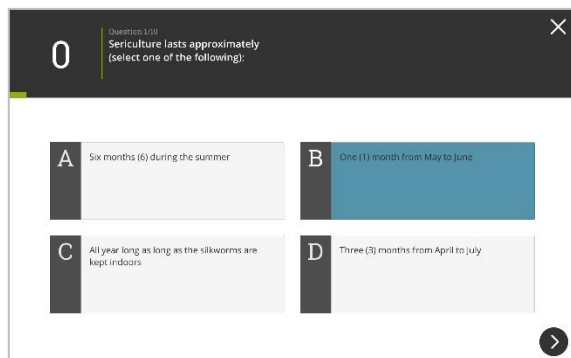 0
Question 1/10
Sericulture lasts approximately
(select one of the following):
A
Six months (6) during the summer
B
One (1) month from May to June
C
All year long as long as the silkworms are
kept indoors
D
Three (3) months from April to July